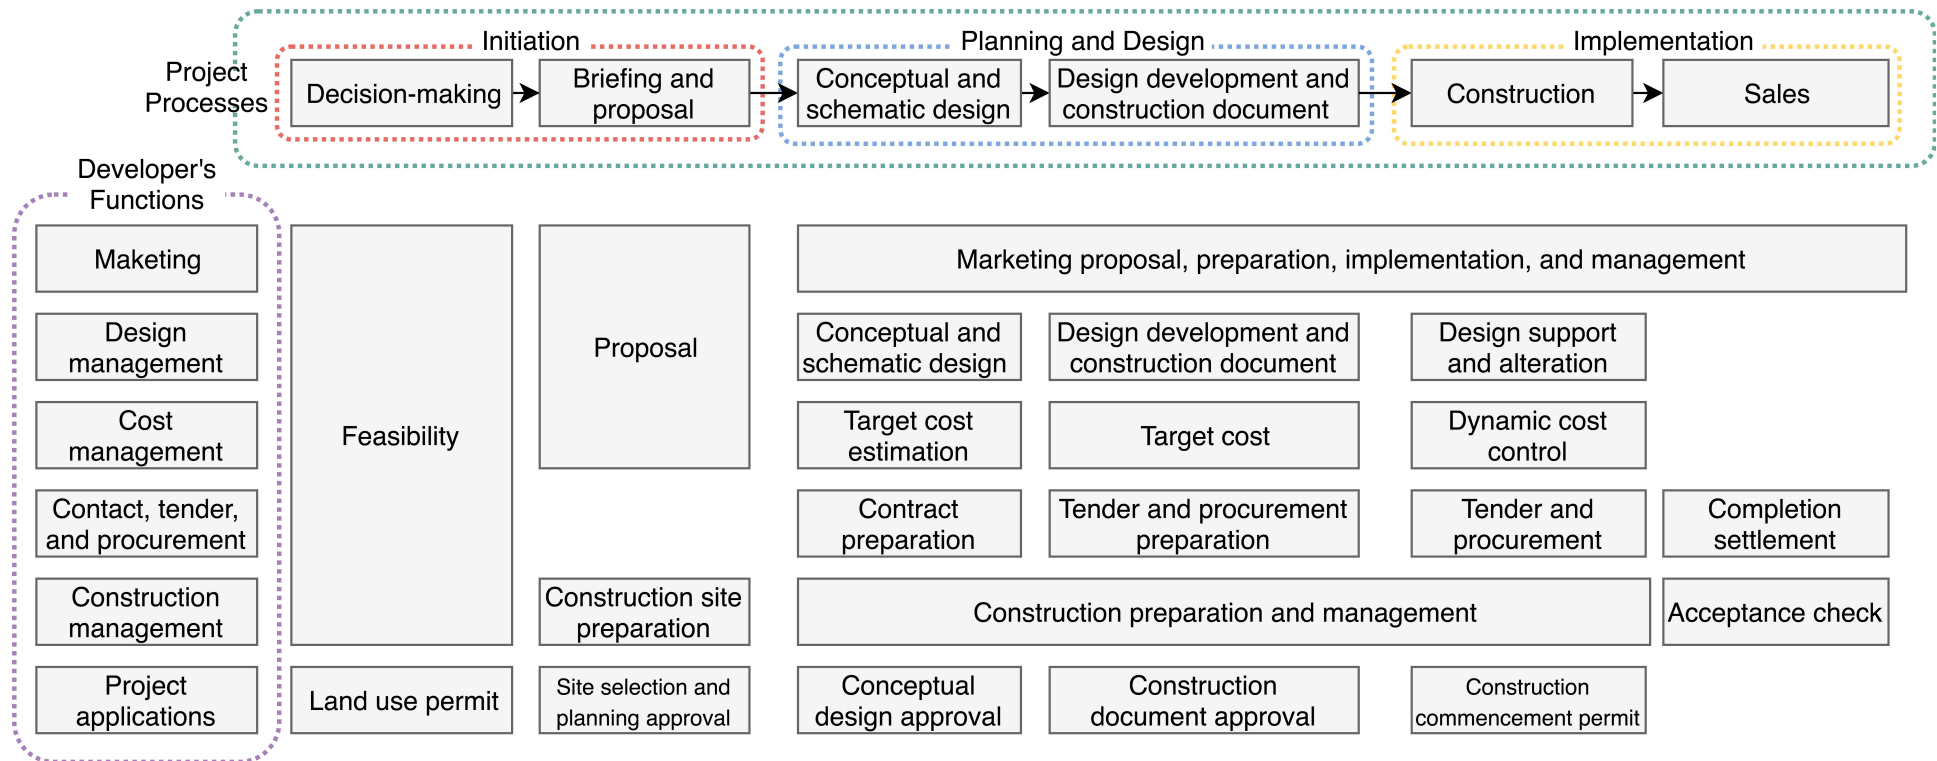 Initiation
Planning and Design
Implementation
Project
Processes
Decision-making
Briefing and
proposal
Conceptual and
schematic design
Design development and
construction document
Construction
Sales
Developer's
Functions
Maketing
Marketing proposal, preparation, implementation, and management
Design
management
Proposal
Conceptual and
schematic design
Design development and
construction document
Design support
and alteration
Cost
management
Feasibility
Target cost
estimation
Target cost
Dynamic cost
control
Contact, tender,
and procurement
Contract
preparation
Tender and procurement
preparation
Tender and
procurement
Completion
settlement
Construction
management
Construction site
preparation
Construction preparation and management
Acceptance check
Project
applications
Land use permit
Site selection and
planning approval
Conceptual
design approval
Construction
document approval
Construction
commencement permit